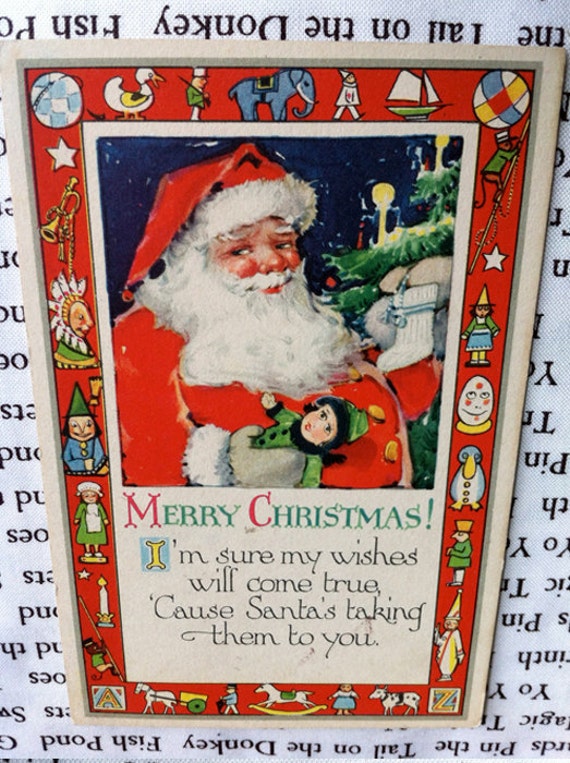 the Tail on the Donkey Fish Pond
MERRY CHRISTMAS!
I'm sure my wishes
will come true,
'Cause Santa's taking
them to you.
A Z
Pin the Tail on the Donkey Fish Pond G